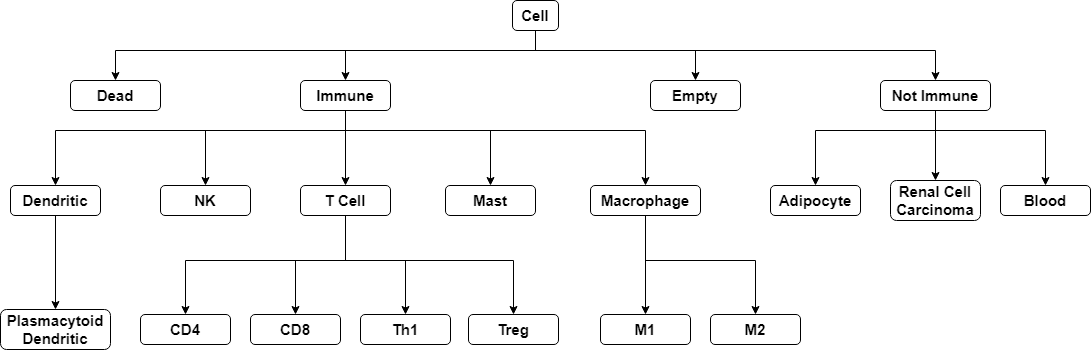 Cell
Dead
Immune
Empty
Not Immune
Dendritic
NK
T Cell
Mast
Macrophage
Adipocyte
Renal Cell
Carcinoma
Blood
Plasmacytoid
Dendritic
CD4
CD8
Th1
Treg
M1
M2